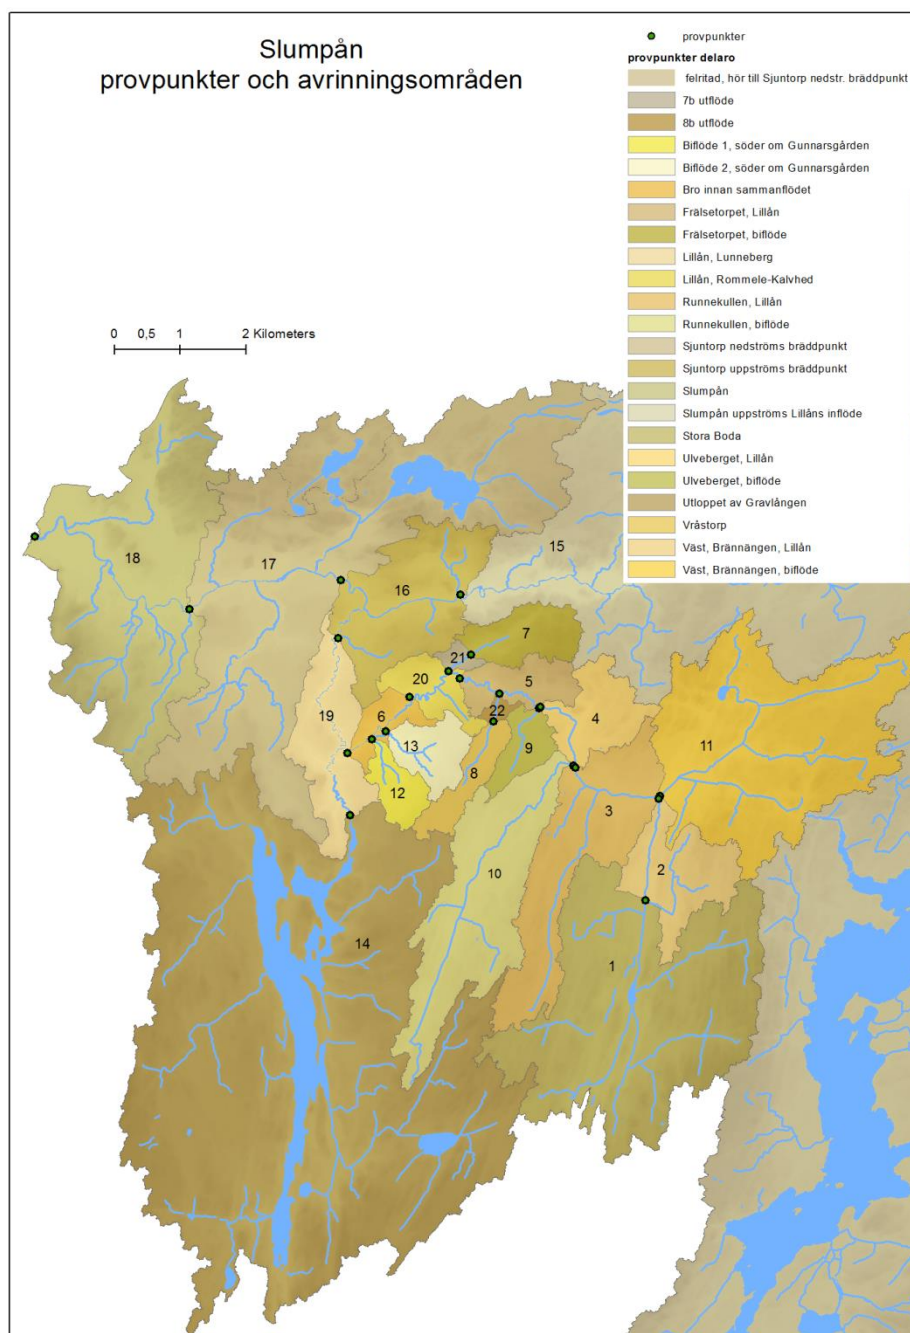 Slumpån
provpunkter och avrinningsområden
provpunkter
provpunkter delaro
felritad, hör till Sjuntorp nedstr. bräddpunkt
7b utflöde
8b utflöde
Biflöde 1, söder om Gunnarsgården
Biflöde 2, söder om Gunnarsgården
Bro innan sammanflödet
Frälsetorpet, Lillån
Frälsetorpet, biflöde
Lillån, Lunneberg
Lillån, Rommele-Kalvhed
Runnekullen, Lillån
Runnekullen, biflöde
Sjuntorp nedströms bräddpunkt
Sjuntorp uppströms bräddpunkt
Slumpån
Slumpån uppströms Lillåns inflöde
Stora Boda
Ulveberget, Lillån
Ulveberget, biflöde
Utloppet av Gravlången
Vråstorp
Väst, Brännängen, Lillån
Väst, Brännängen, biflöde
0 0,5 1 2 Kilometers
15
18
17
16
7
21
20
5
19
6
22
4
13
9
11
8
12
3
2
10
14
1